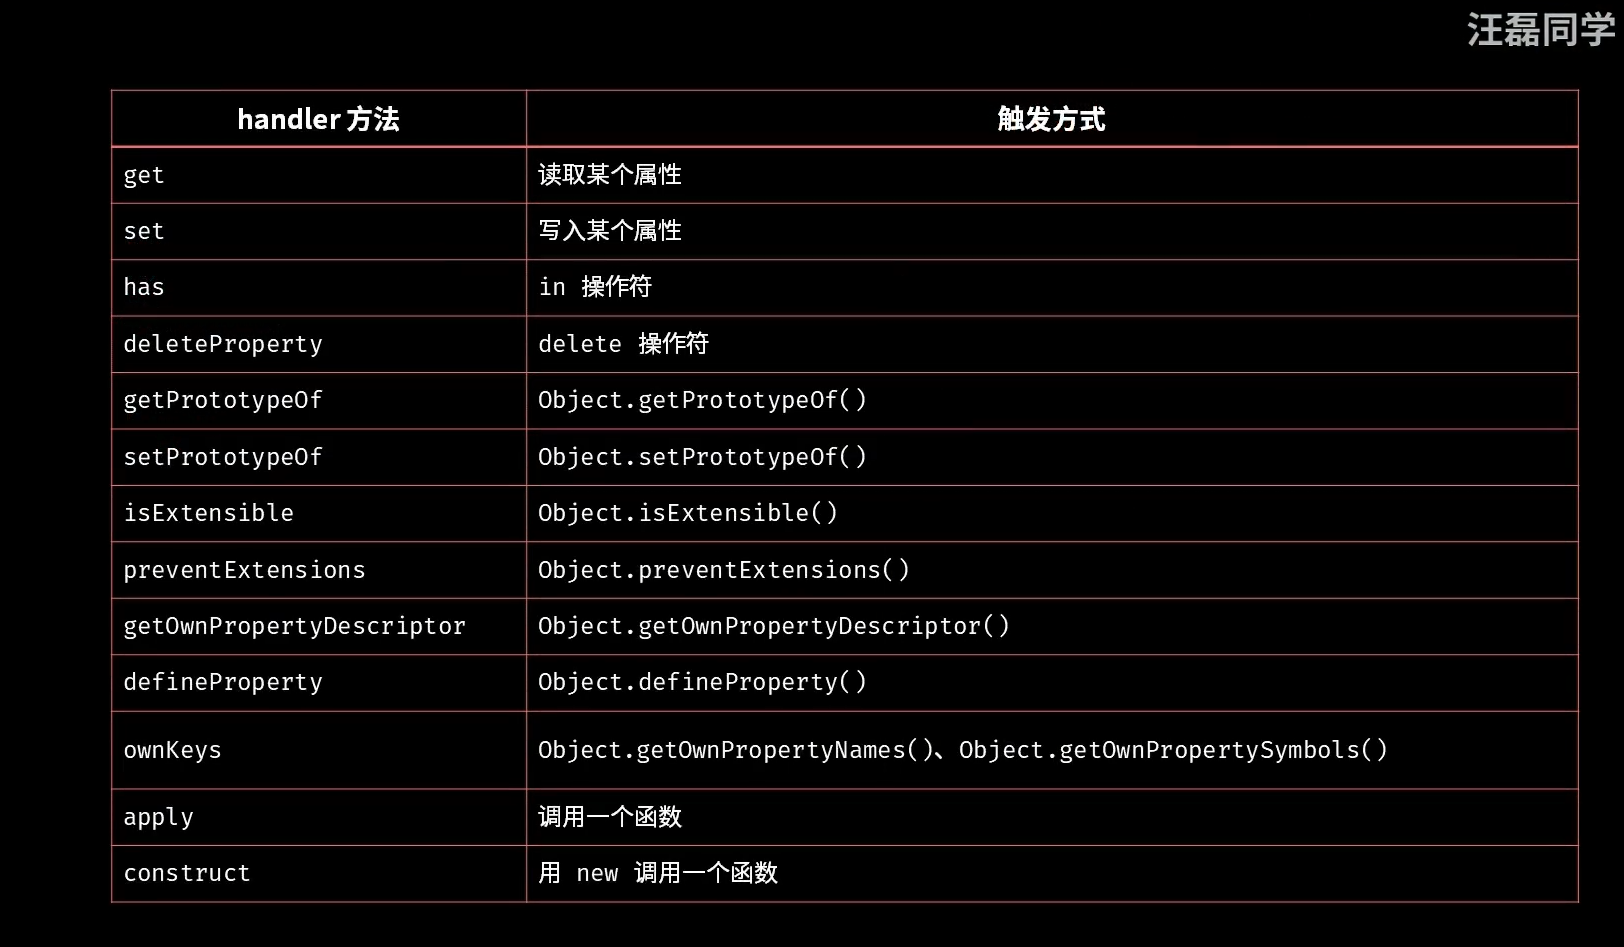 汪磊同学
handler 方法 触发方式
get 读取某个属性
set 写入某个属性
has in 操作符
deleteProperty delete 操作符
getPrototypeOf Object.getPrototypeOf()
setPrototypeOf Object.setPrototypeOf()
isExtensible Object.isExtensible()
preventExtensions Object.preventExtensions()
getOwnPropertyDescriptor Object.getOwnPropertyDescriptor()
defineProperty Object.defineProperty()
ownKeys Object.getOwnPropertyNames()、Object.getOwnPropertySymbols()
apply 调用一个函数
construct 用 new 调用一个函数